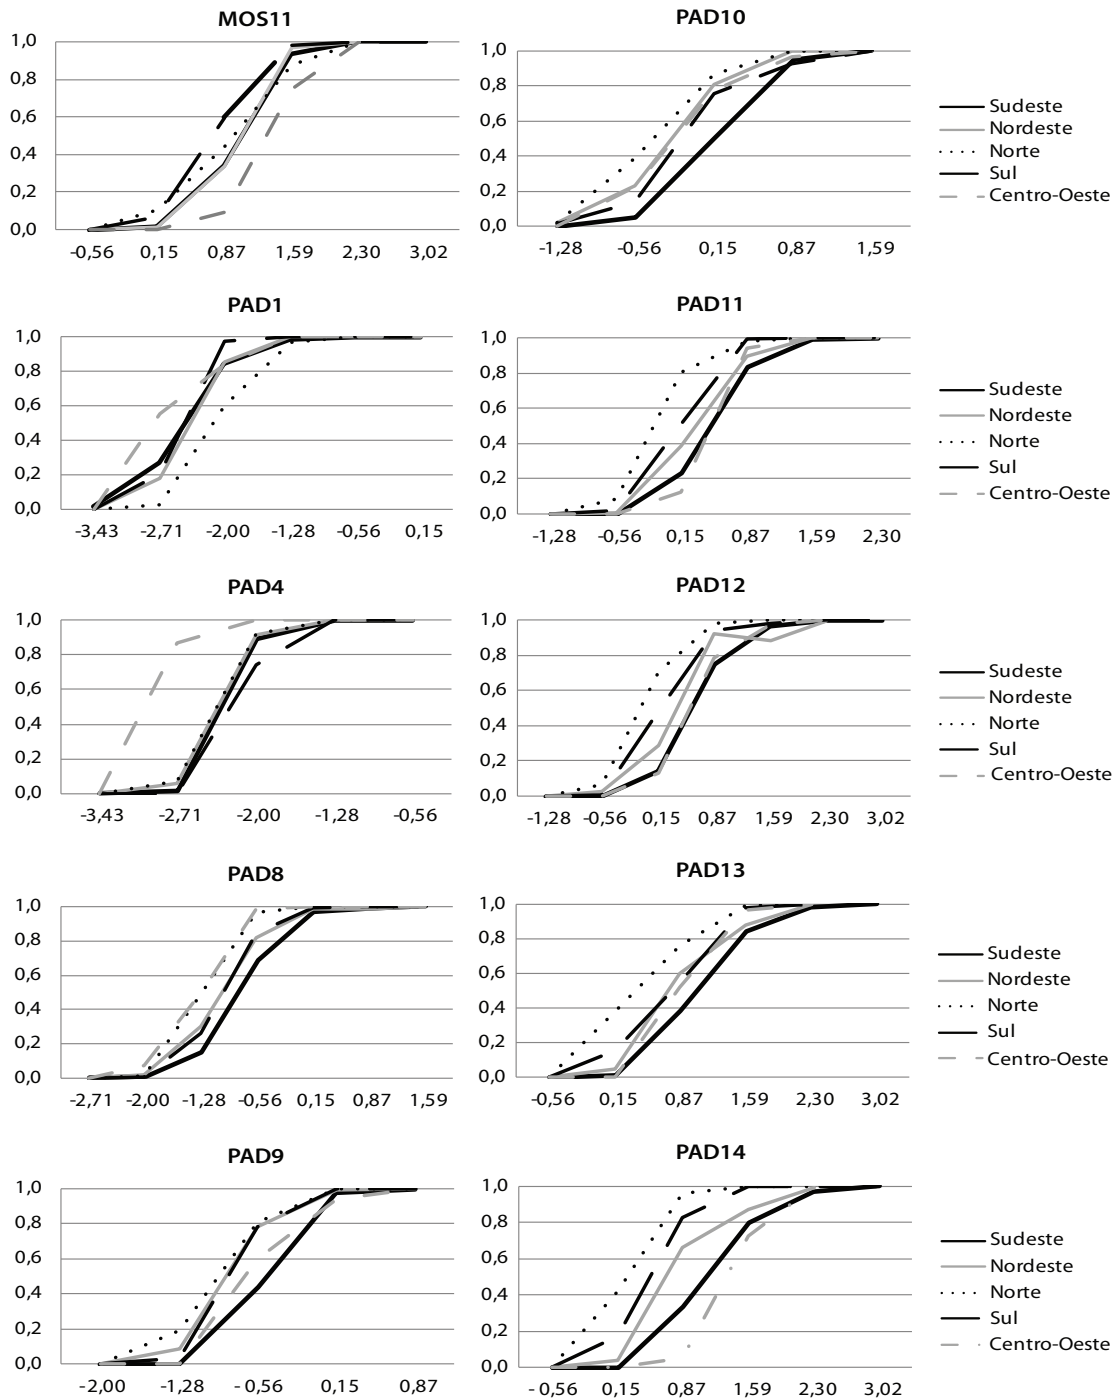 MOS11
1,0
0,8
0,6
0,4
0,2
0,0
-0,56 0,15 0,87 1,59 2,30 3,02
PAD10
1,0
0,8
0,6
0,4
0,2
0,0
-1,28 -0,56 0,15 0,87 1,59
Sudeste
Nordeste
Norte
Sul
Centro-Oeste
PAD1
1,0
0,8
0,6
0,4
0,2
0,0
-3,43 -2,71 -2,00 -1,28 -0,56 0,15
PAD11
1,0
0,8
0,6
0,4
0,2
0,0
-1,28 -0,56 0,15 0,87 1,59 2,30
Sudeste
Nordeste
Norte
Sul
Centro-Oeste
PAD4
1,0
0,8
0,6
0,4
0,2
0,0
-3,43 -2,71 -2,00 -1,28 -0,56
PAD12
1,0
0,8
0,6
0,4
0,2
0,0
-1,28 -0,56 0,15 0,87 1,59 2,30 3,02
Sudeste
Nordeste
Norte
Sul
Centro-Oeste
PAD8
1,0
0,8
0,6
0,4
0,2
0,0
-2,71 -2,00 -1,28 -0,56 0,15 0,87 1,59
PAD13
1,0
0,8
0,6
0,4
0,2
0,0
-0,56 0,15 0,87 1,59 2,30 3,02
Sudeste
Nordeste
Norte
Sul
Centro-Oeste
PAD9
1,0
0,8
0,6
0,4
0,2
0,0
-2,00 -1,28 -0,56 0,15 0,87
PAD14
1,0
0,8
0,6
0,4
0,2
0,0
- 0,56 0,15 0,87 1,59 2,30 3,02
Sudeste
Nordeste
Norte
Sul
Centro-Oeste